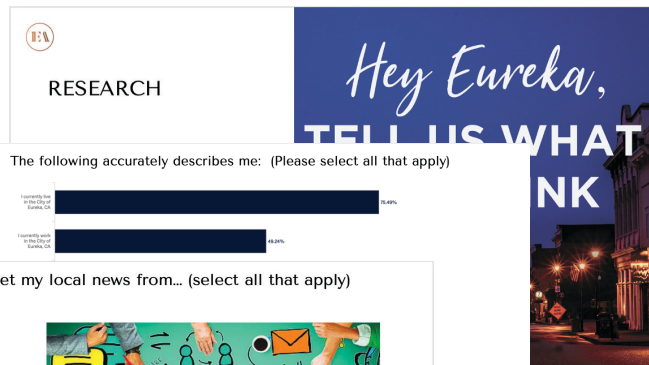 EA
RESEARCH
Hey Eureka,
TELL US WHAT
INK
The following accurately describes me: (Please select all that apply)
I currently live
in the City of
Eureka, CA
75.49%
I currently work
in the City of
Eureka, CA
49.24%
et my local news from... (select all that apply)